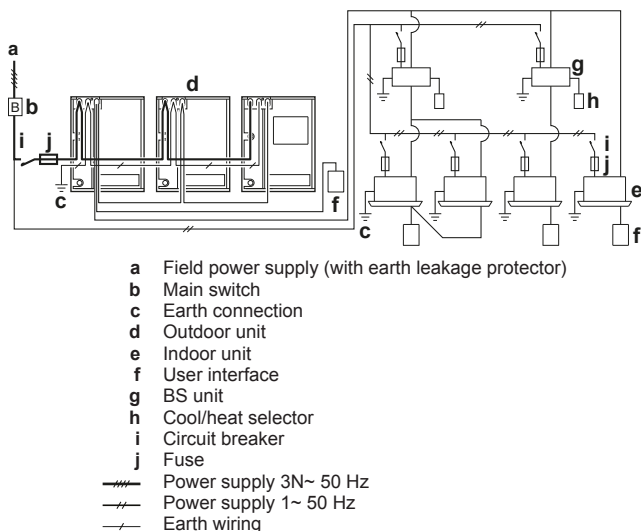 a
d
g
B b
h
i j
i
j
e
c
f
c
f
a Field power supply (with earth leakage protector)
b Main switch
c Earth connection
d Outdoor unit
e Indoor unit
f User interface
g BS unit
h Cool/heat selector
i Circuit breaker
j Fuse
Power supply 3N~ 50 Hz
Power supply 1~ 50 Hz
Earth wiring